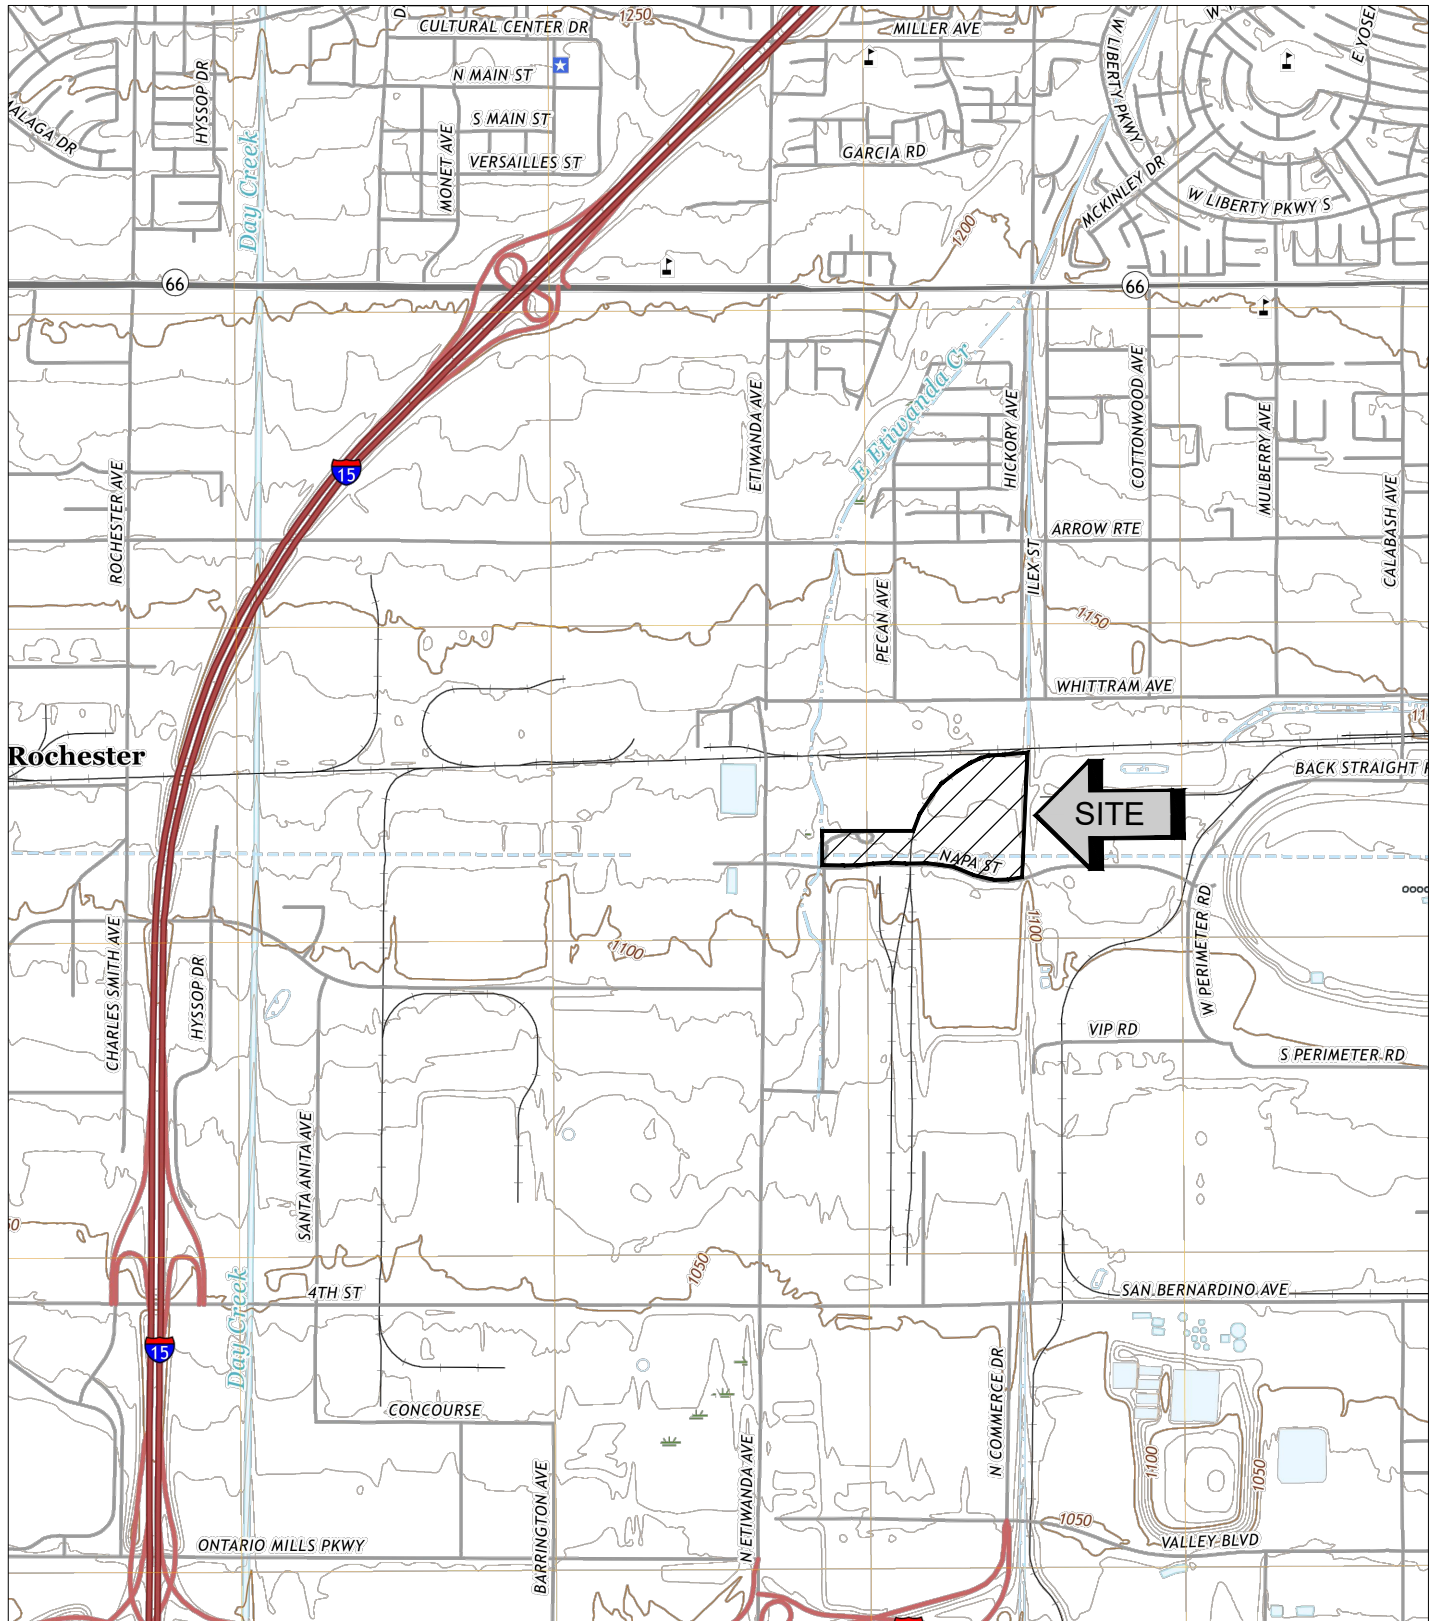 CULTURAL CENTER DR
1250
MILLER AVE
N MAIN ST
HYSSOP DR
S MAIN ST
MALAGA DR
W LIBERTY PKWY
VERSAILLES ST
MONET AVE
GARCIA RD
Day Creek
MCKINLEY DR
W LIBERTY PKWY S
1200
66
66
E Etiwanda Cr
ETIWANDA AVE
HICKORY AVE
COTTONWOOD AVE
MULBERRY AVE
15
ROCHESTER AVE
CALABASH AVE
ARROW RTE
ILEX ST
PECAN AVE
1150
WHITTRAM AVE
Rochester
BACK STRAIGHT
SITE
NAPA ST
1100
1100
CHARLES SMITH AVE
HYSSOP DR
W PERIMETER RD
VIP RD
S PERIMETER RD
SANTA ANITA AVE
1050
4TH ST
SAN BERNARDINO AVE
Day Creek
15
N COMMERCE DR
CONCOURSE
N ETIWANDA AVE
BARRINGTON AVE
1100
1050
1050
ONTARIO MILLS PKWY
VALLEY BLVD